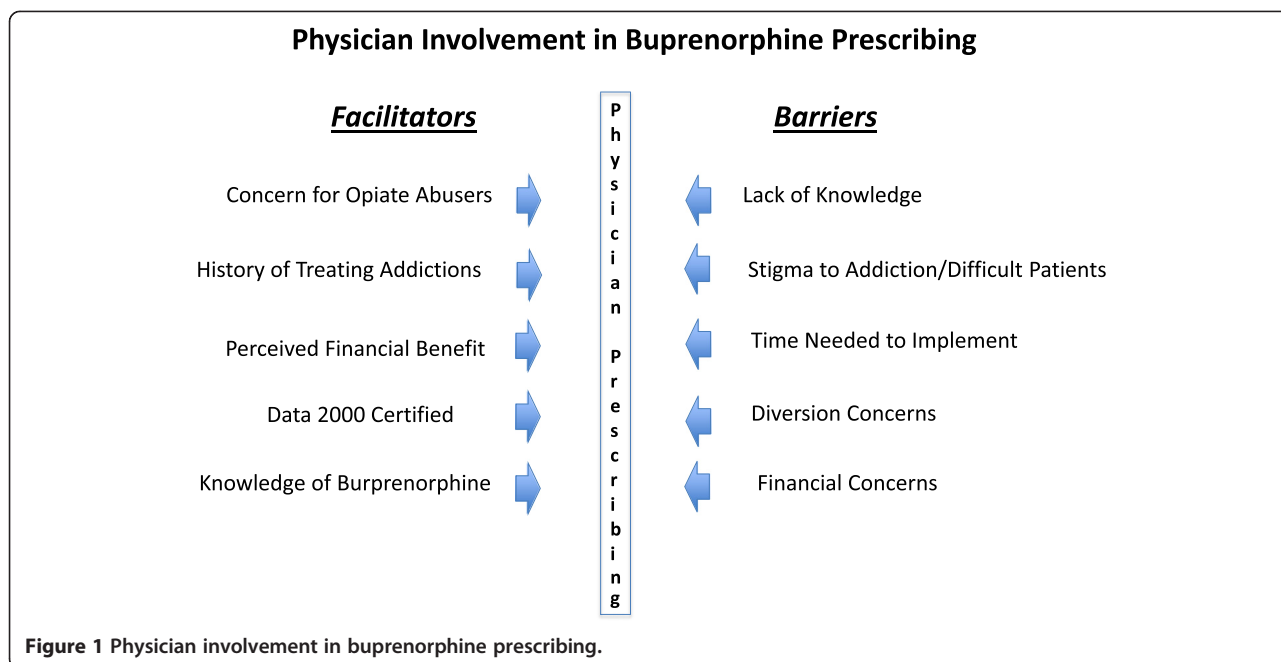 Physician Involvement in Buprenorphine Prescribing
Facilitators
Concern for Opiate Abusers
History of Treating Addictions
Perceived Financial Benefit
Data 2000 Certified
Knowledge of Burprenorphine
Physician Prescribing
Barriers
Lack of Knowledge
Stigma to Addiction/Difficult Patients
Time Needed to Implement
Diversion Concerns
Financial Concerns
Figure 1 Physician involvement in buprenorphine prescribing.